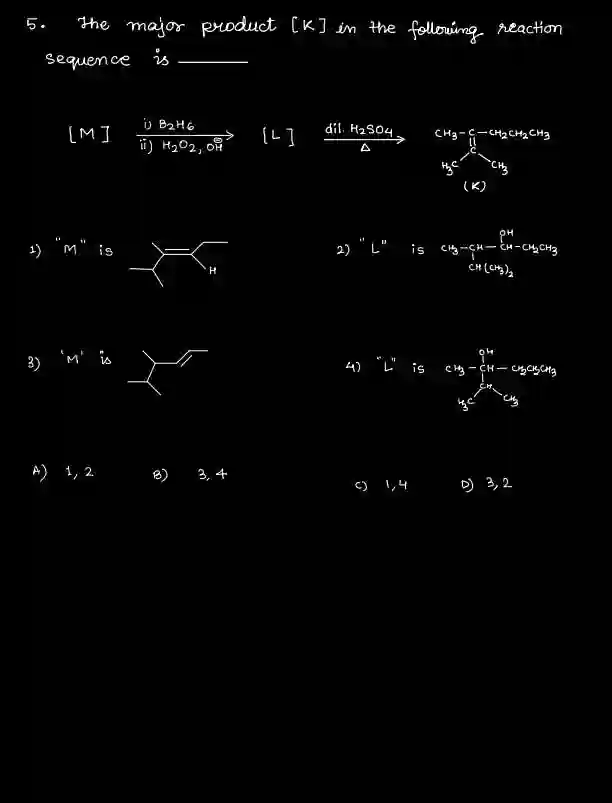 5. The major product [K] in the following reaction
sequence is ______
[M] i) B2H6 ii) H2O2, OH⊖ → [L] dil. H2SO4 Δ → CH3-C-CH2CH2CH3
C
H3C CH3
(K)
1) "M" is H
2) "L" is CH3-CH-CH-CH2CH3
OH
CH(CH3)2
3) 'M' is
4) "L" is CH3-CH-CH2CH2CH3
OH
CH
H3C CH3
A) 1, 2 B) 3, 4
C) 1, 4 D) 3, 2